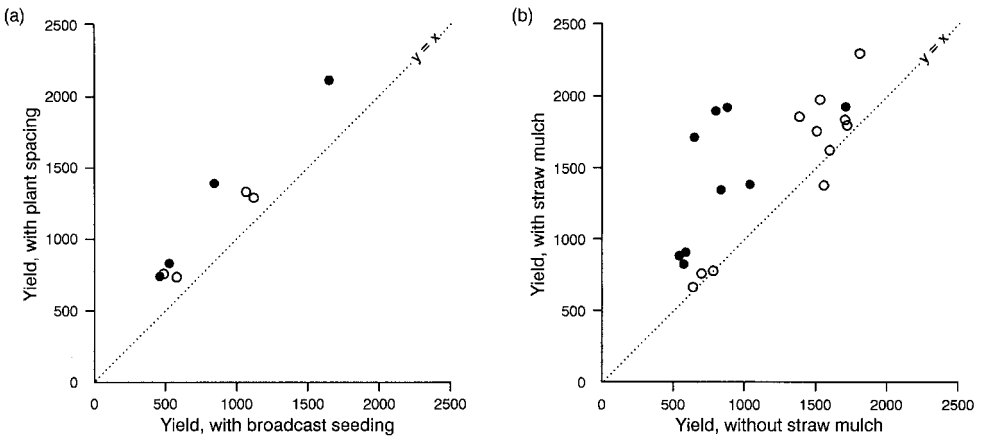 (a)
2500
2000
1500
1000
500
0
Yield, with plant spacing
y = x
0 500 1000 1500 2000 2500
Yield, with broadcast seeding
(b)
2500
2000
1500
1000
500
0
Yield, with straw mulch
y = x
0 500 1000 1500 2000 2500
Yield, without straw mulch